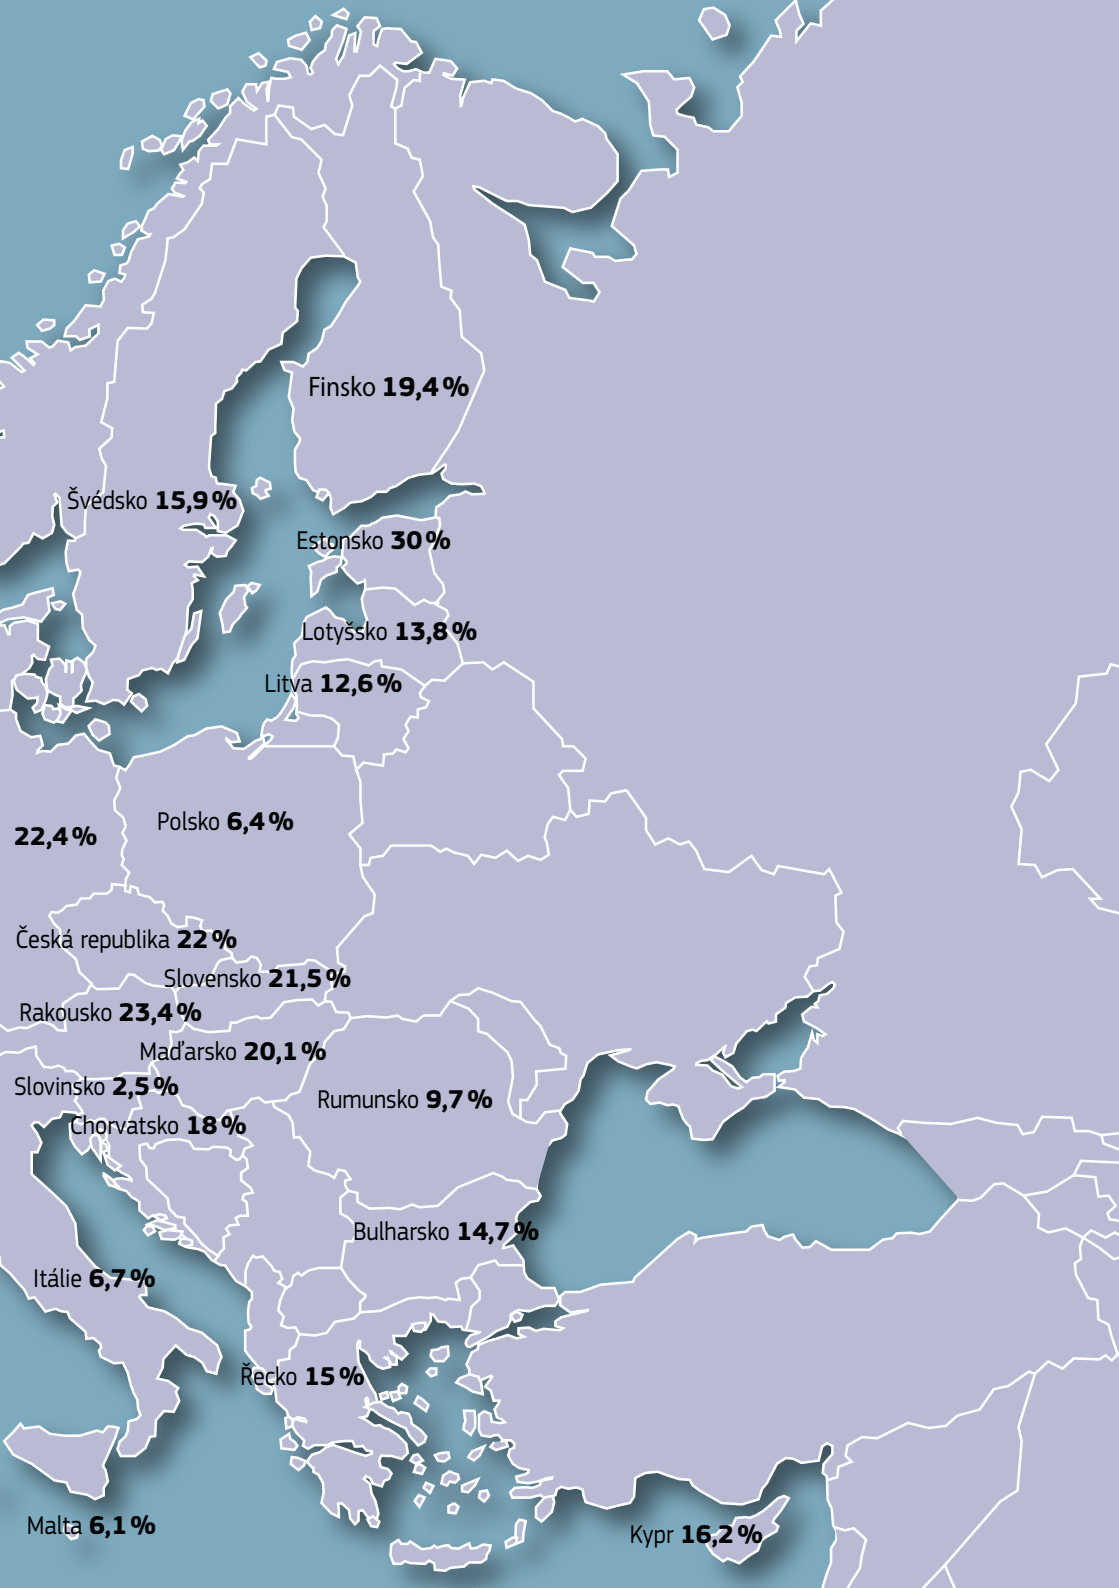 Finsko 19,4 %
Švédsko 15,9 %
Estonsko 30 %
Lotyšsko 13,8 %
Litva 12,6 %
Polsko 6,4 %
22,4 %
Česká republika 22 %
Slovensko 21,5 %
Rakousko 23,4 %
Maďarsko 20,1 %
Slovinsko 2,5 %
Rumunsko 9,7 %
Chorvatsko 18 %
Bulharsko 14,7 %
Itálie 6,7 %
Řecko 15 %
Malta 6,1 %
Kypr 16,2 %